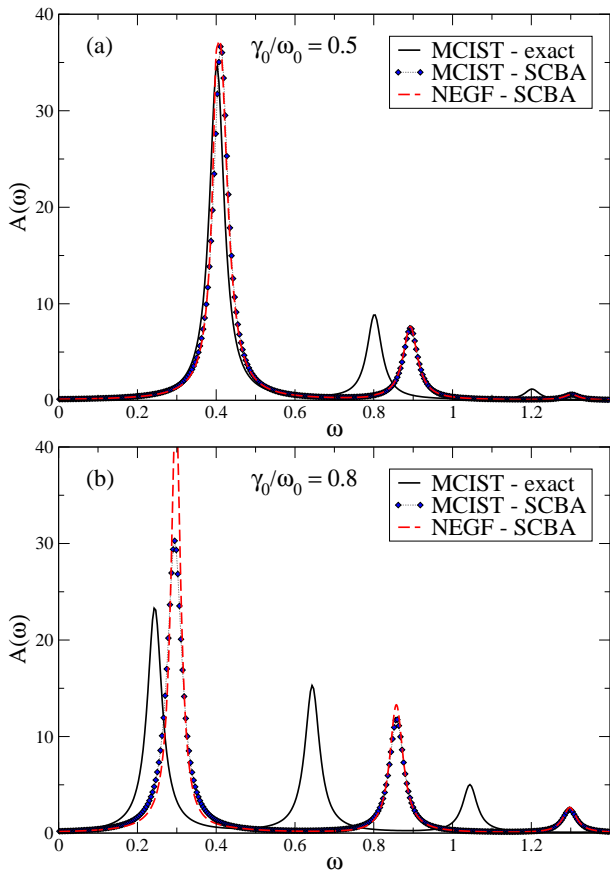 (a)
γ₀/ω₀ = 0.5
MCIST - exact
MCIST - SCBA
NEGF - SCBA
A(ω)
40
30
20
10
0
0 0.2 0.4 0.6 0.8 1 1.2
ω
(b)
γ₀/ω₀ = 0.8
MCIST - exact
MCIST - SCBA
NEGF - SCBA
A(ω)
40
30
20
10
0
0 0.2 0.4 0.6 0.8 1 1.2
ω